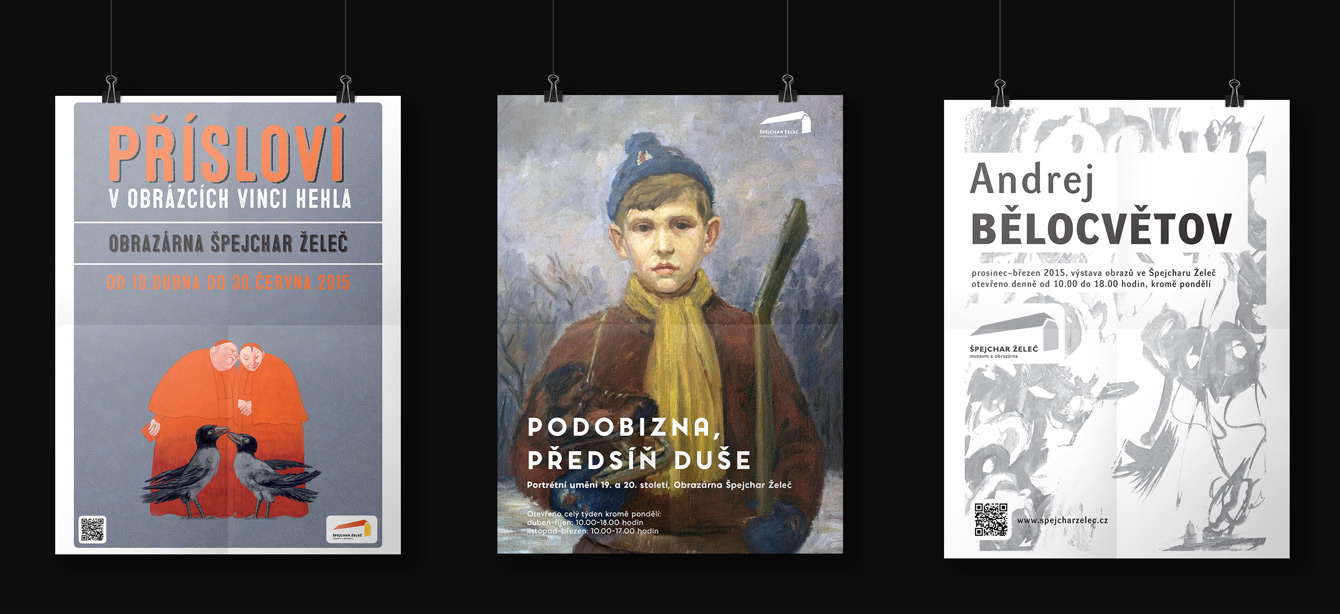 PŘÍSLOVÍ
V OBRÁZCÍCH VINCI HEHLA
OBRAZÁRNA ŠPEJCHAR ŽELEČ
DO 10. DUBNA DO 30. ČERVNA 2015
ŠPEJCHAR ŽELEČ
ŠPEJCHAR ŽELEČ
PODOBIZNA,
PŘEDSÍŇ DUŠE
Portrétní umění 19. a 20. století, Obrazárna Špejchar Želeč
Otevřeno celý týden kromě pondělí:
duben-říjen: 10.00-18.00 hodin
listopad-březen: 10.00-17.00 hodin
Andrej
BĚLOCVĚTOV
prosinec–březen 2015, výstava obrazů ve Špejcharu Želeč
otevřeno denně od 10.00 do 18.00 hodin, kromě pondělí
ŠPEJCHAR ŽELEČ
muzeum a obrazárna
www.spejcharzelec.cz